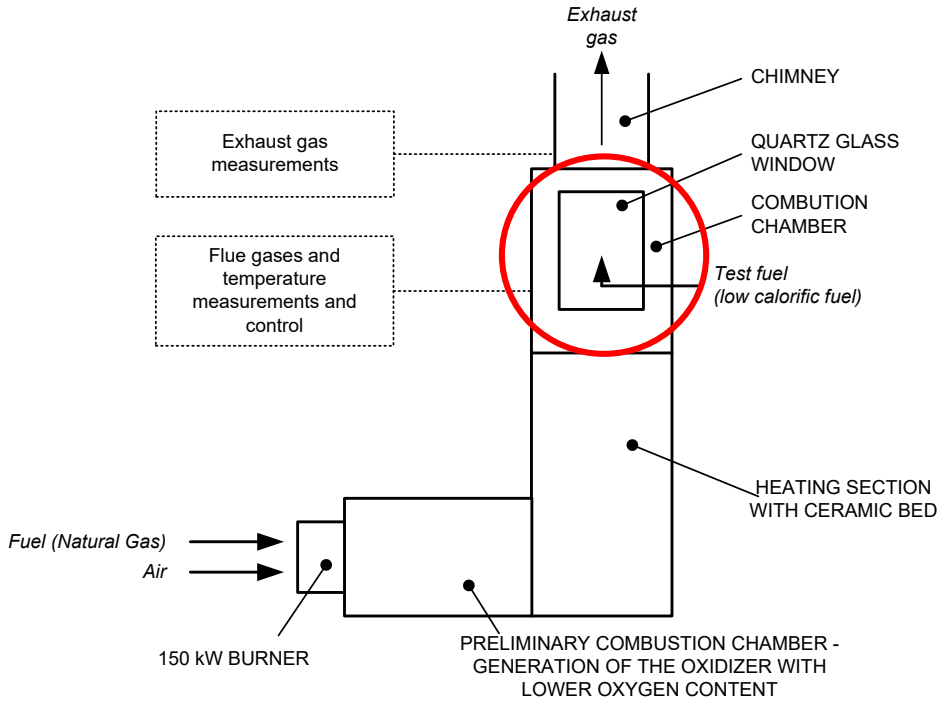 Exhaust
gas
CHIMNEY
Exhaust gas
measurements
QUARTZ GLASS
WINDOW
COMBUTION
CHAMBER
Flue gases and
temperature
measurements and
control
Test fuel
(low calorific fuel)
HEATING SECTION
WITH CERAMIC BED
Fuel (Natural Gas)
Air
150 kW BURNER
PRELIMINARY COMBUSTION CHAMBER -
GENERATION OF THE OXIDIZER WITH
LOWER OXYGEN CONTENT